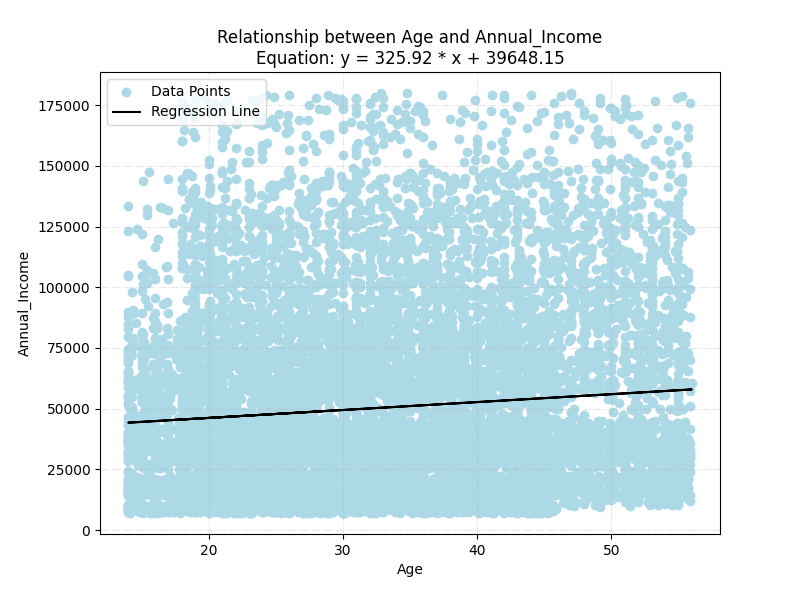 Relationship between Age and Annual_Income
Equation: y = 325.92 * x + 39648.15
Data Points
Regression Line
175000
150000
125000
100000
75000
50000
25000
0
Annual_Income
20 30 40 50
Age